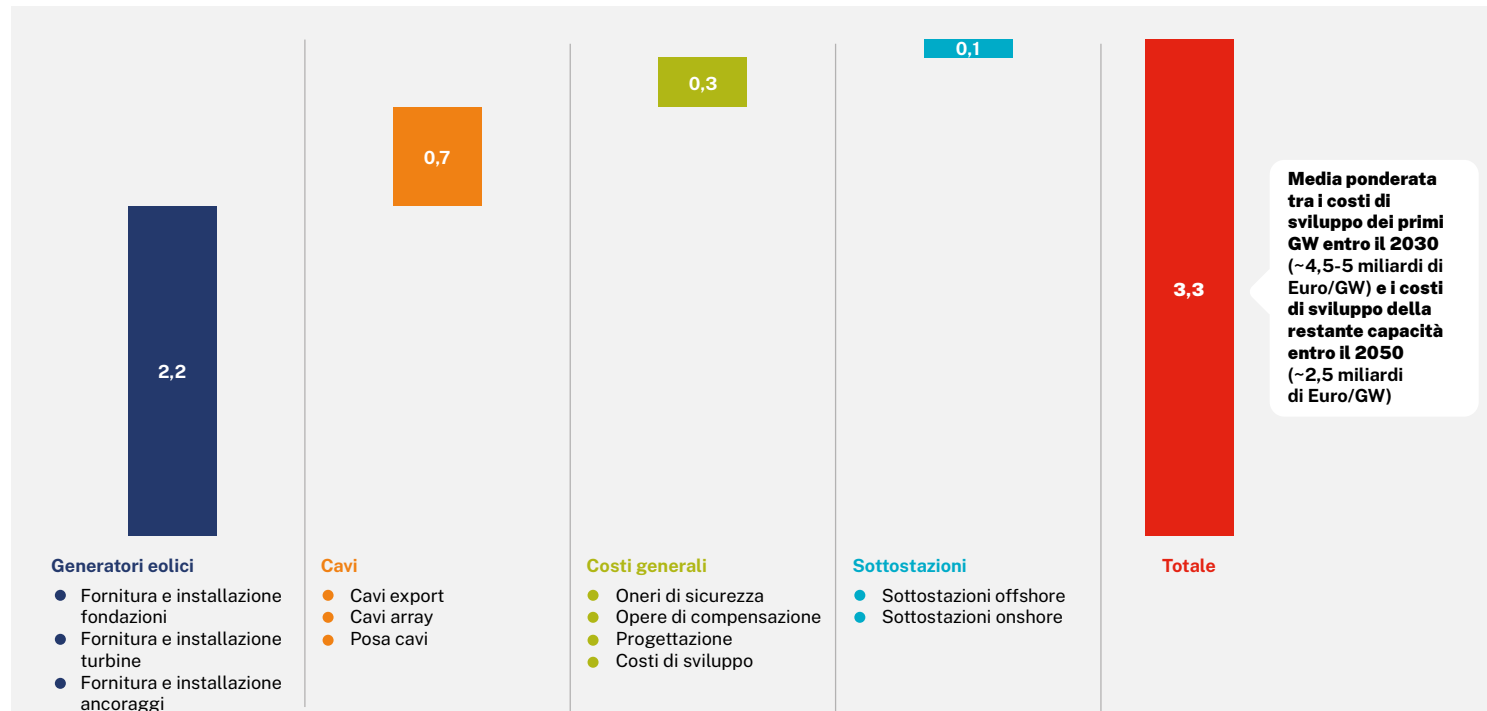 0,1
0,3
0,7
2,2
3,3
Media ponderata
tra i costi di
sviluppo dei primi
GW entro il 2030
(~4,5-5 miliardi di
Euro/GW) e i costi
di sviluppo della
restante capacità
entro il 2050
(~2,5 miliardi
di Euro/GW)
Generatori eolici
Fornitura e installazione
fondazioni
Fornitura e installazione
turbine
Fornitura e installazione
ancoraggi
Cavi
Cavi export
Cavi array
Posa cavi
Costi generali
Oneri di sicurezza
Opere di compensazione
Progettazione
Costi di sviluppo
Sottostazioni
Sottostazioni offshore
Sottostazioni onshore
Totale